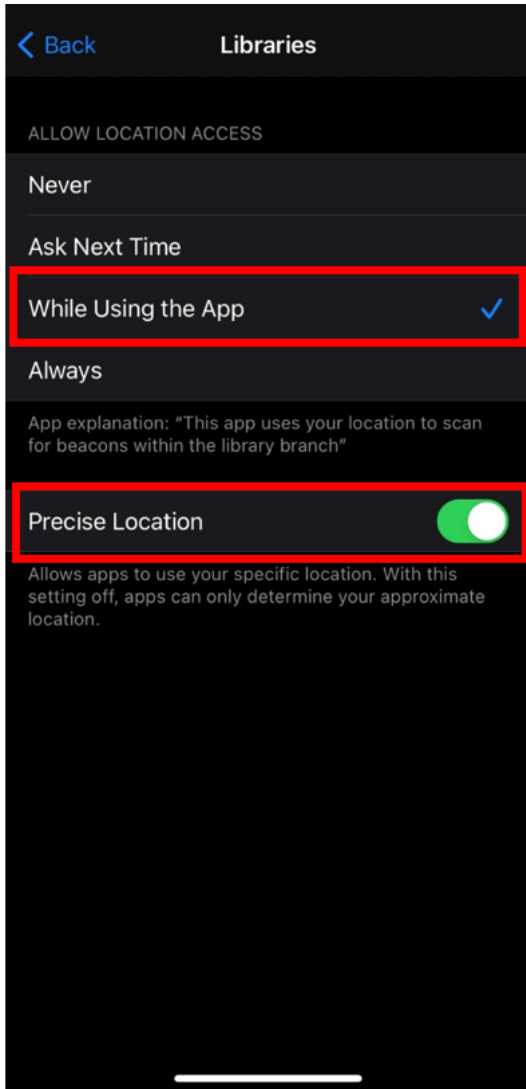 Back
Libraries
ALLOW LOCATION ACCESS
Never
Ask Next Time
While Using the App
Always
App explanation: “This app uses your location to scan
for beacons within the library branch”
Precise Location
Allows apps to use your specific location. With this
setting off, apps can only determine your approximate
location.